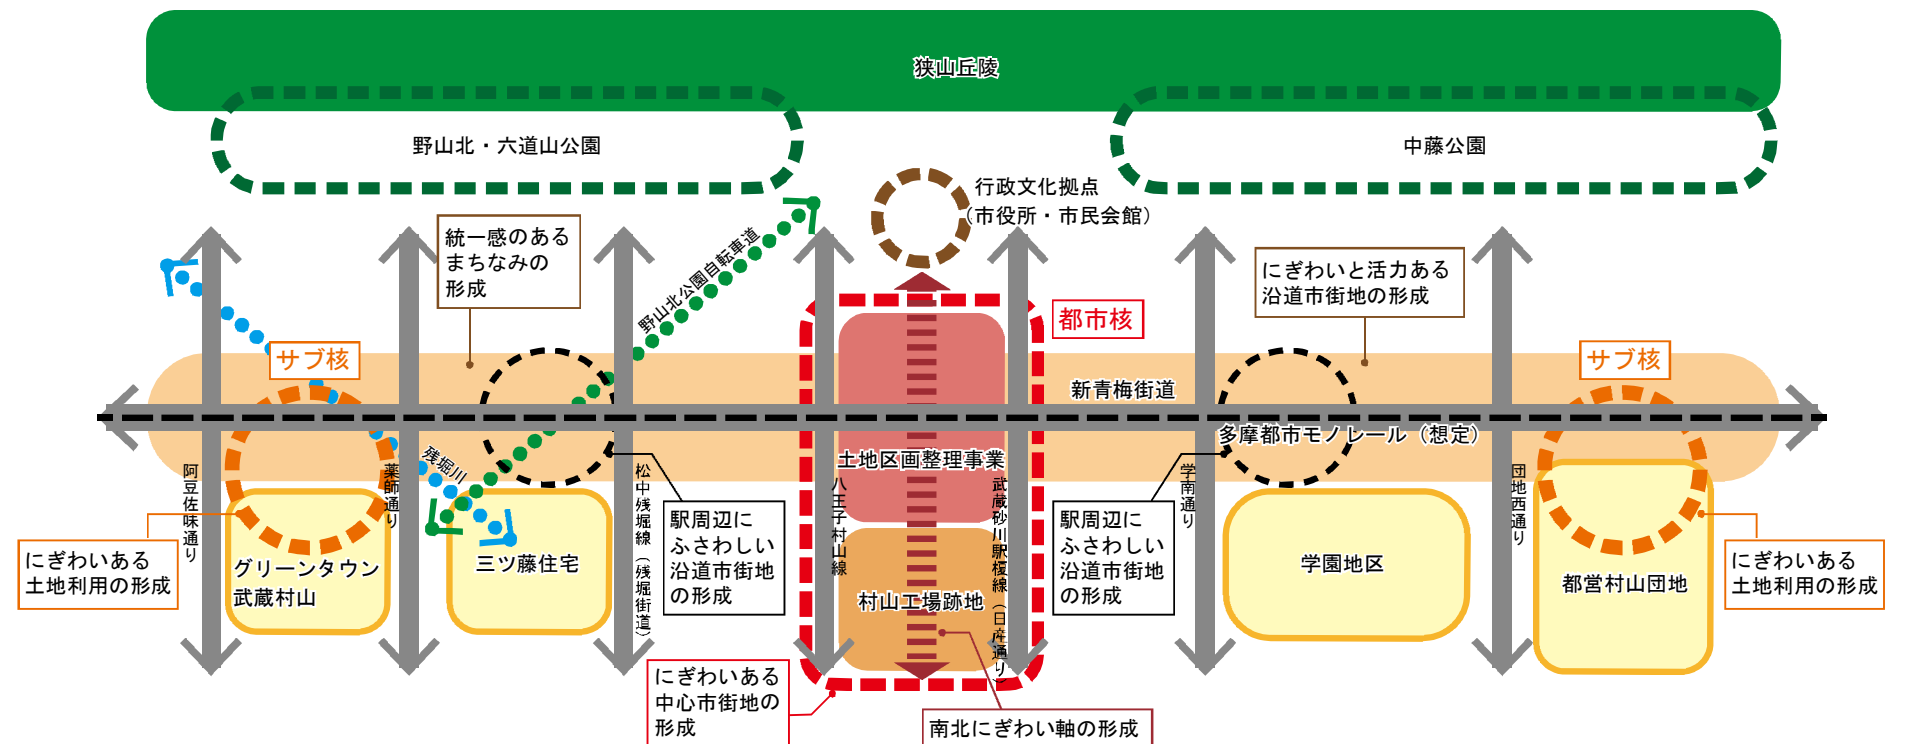 狭山丘陵
野山北・六道山公園
中藤公園
行政文化拠点
（市役所・市民会館）
統一感のある
まちなみの
形成
野山北公園自転車道
にぎわいと活力ある
沿道市街地の形成
都市核
サブ核
サブ核
新青梅街道
多摩都市モノレール（想定）
残堀川
土地区画整理事業
阿豆佐味通り
薬師通り
松中残堀線（残堀街道）
八王子村山線
武蔵砂川駅榎線（日産通り）
学南通り
団地西通り
にぎわいある
土地利用の形成
グリーンタウン
武蔵村山
三ツ藤住宅
駅周辺に
ふさわしい
沿道市街地
の形成
村山工場跡地
駅周辺に
ふさわしい
沿道市街地
の形成
学園地区
都営村山団地
にぎわいある
土地利用の形成
にぎわいある
中心市街地の
形成
南北にぎわい軸の形成